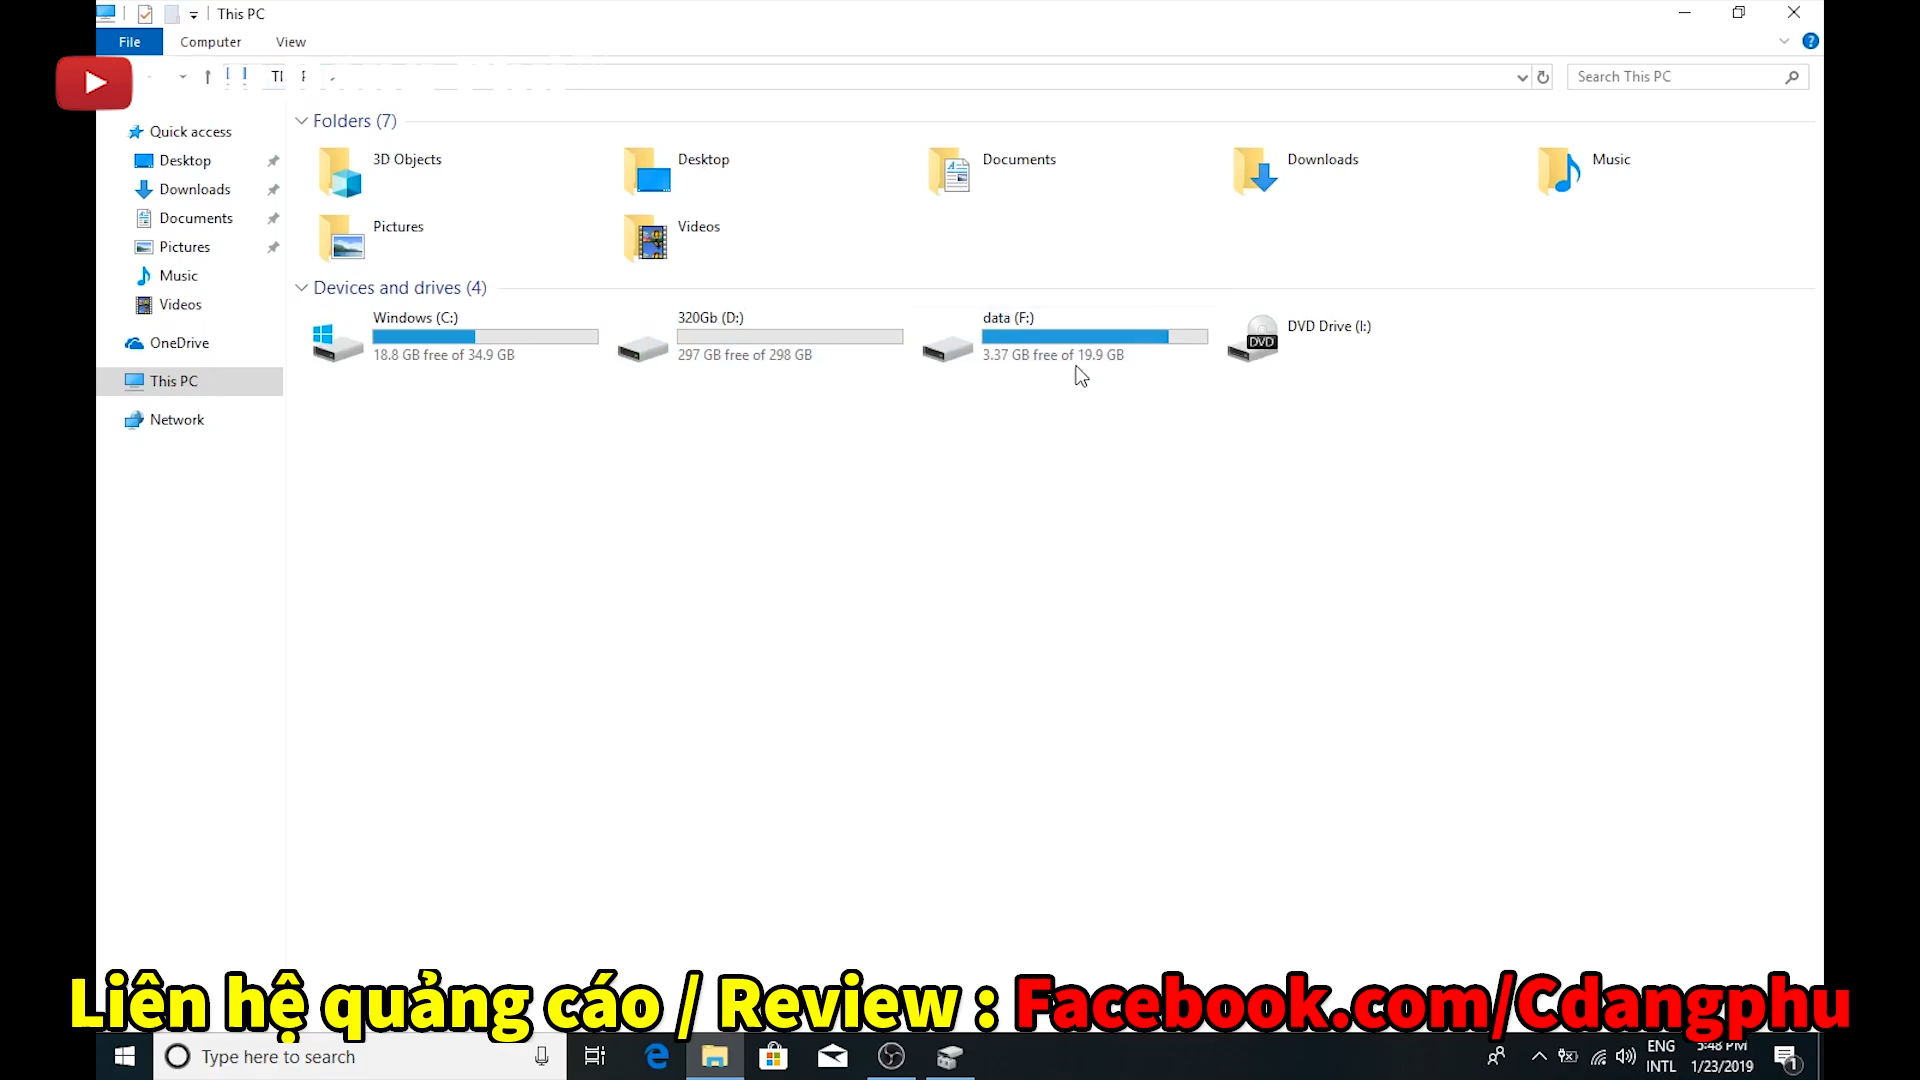 This PC
File
Computer
View
Search This PC
Quick access
Desktop
Downloads
Documents
Pictures
Music
Videos
OneDrive
This PC
Network
Folders (7)
3D Objects
Desktop
Documents
Downloads
Music
Pictures
Videos
Devices and drives (4)
Windows (C:)
18.8 GB free of 34.9 GB
320Gb (D:)
297 GB free of 298 GB
data (F:)
3.37 GB free of 19.9 GB
DVD Drive (I:)
DVD
Liên hệ quảng cáo / Review : Facebook.com/Cdangphu
Type here to search
ENG
INTL
5:48 PM
1/23/2019
1